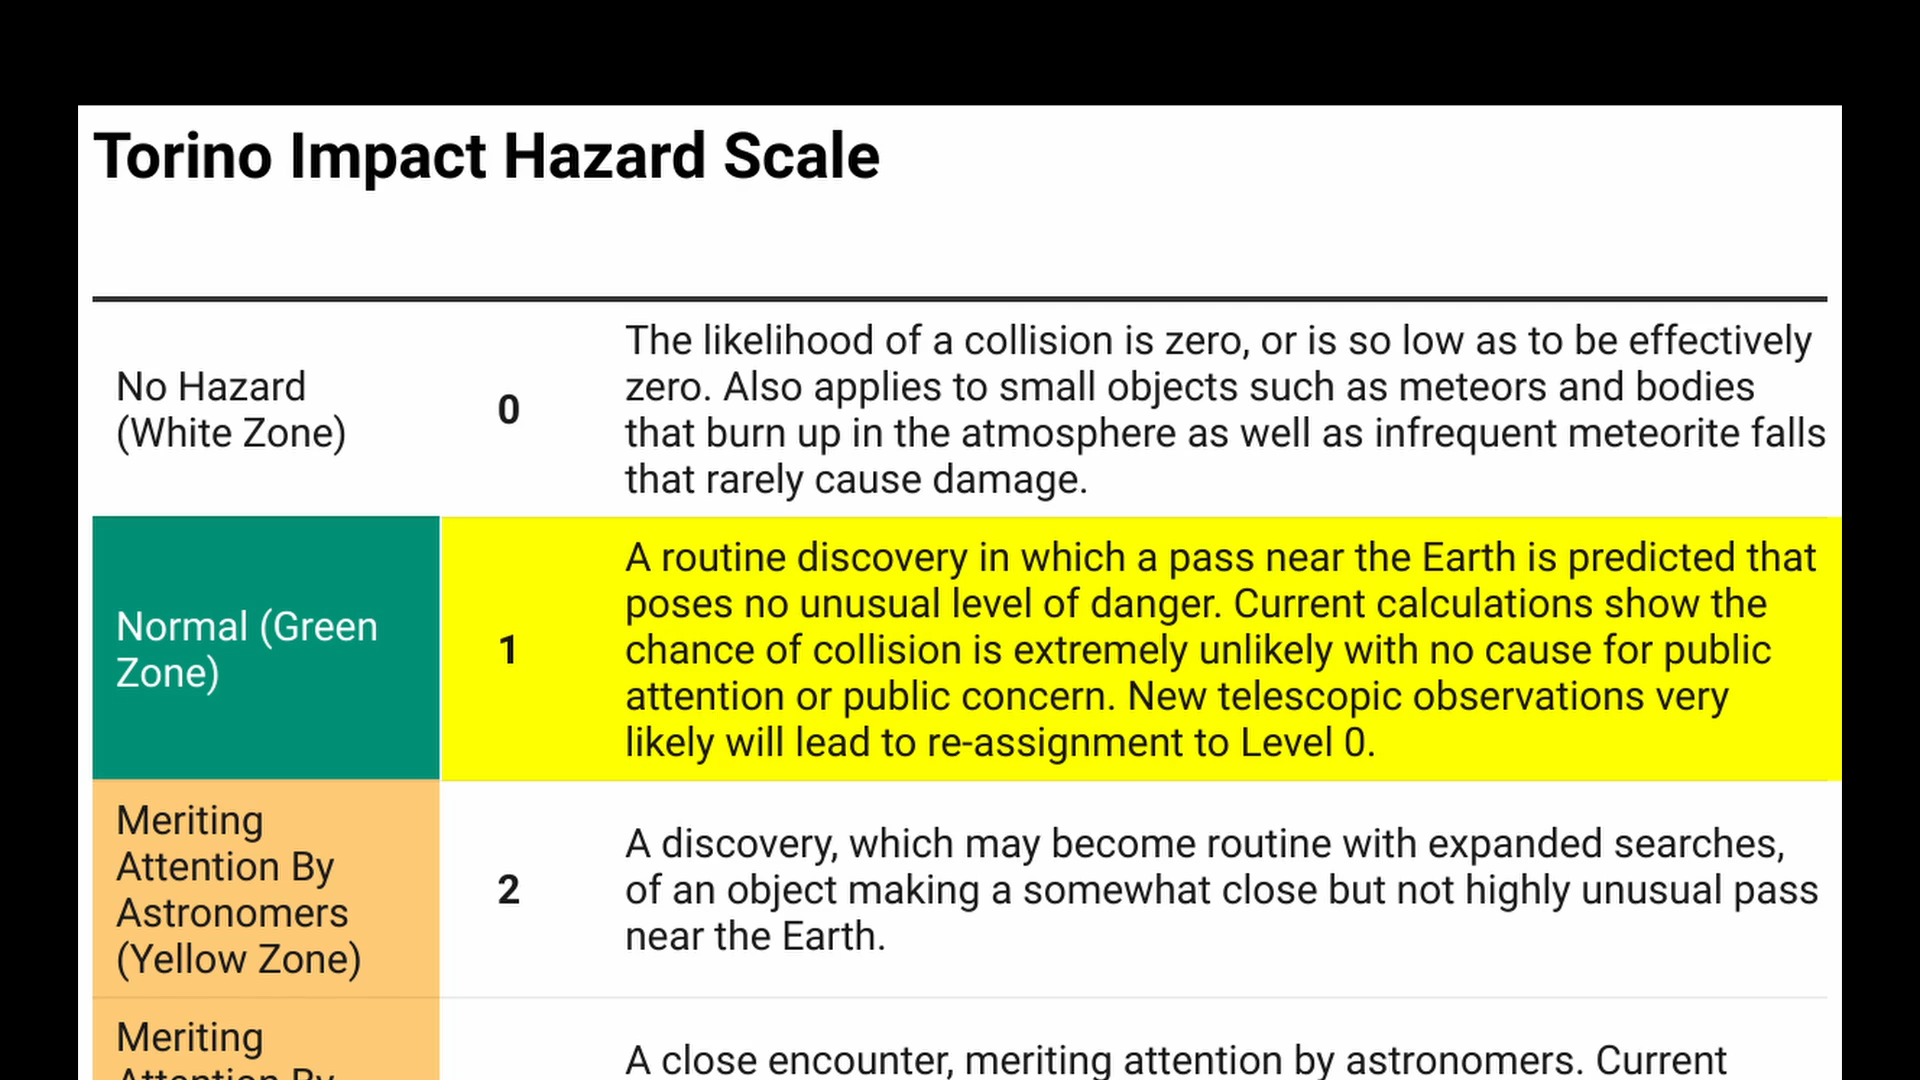 Torino Impact Hazard Scale
No Hazard
(White Zone)
0
The likelihood of a collision is zero, or is so low as to be effectively
zero. Also applies to small objects such as meteors and bodies
that burn up in the atmosphere as well as infrequent meteorite falls
that rarely cause damage.
Normal (Green
Zone)
1
A routine discovery in which a pass near the Earth is predicted that
poses no unusual level of danger. Current calculations show the
chance of collision is extremely unlikely with no cause for public
attention or public concern. New telescopic observations very
likely will lead to re-assignment to Level 0.
Meriting
Attention By
Astronomers
(Yellow Zone)
2
A discovery, which may become routine with expanded searches,
of an object making a somewhat close but not highly unusual pass
near the Earth.
Meriting
Attention By
A close encounter, meriting attention by astronomers. Current